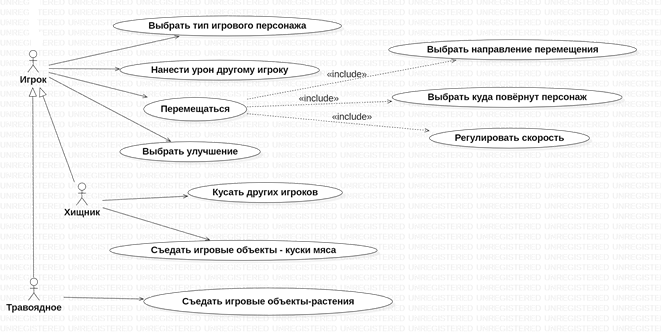 Выбрать тип игрового персонажа
Выбрать направление перемещения
Игрок
Нанести урон другому игроку
«include»
Выбрать куда повёрнут персонаж
«include»
Перемещаться
«include»
Регулировать скорость
Выбрать улучшение
Хищник
Кусать других игроков
Съедать игровые объекты - куски мяса
Травоядное
Съедать игровые объекты-растения